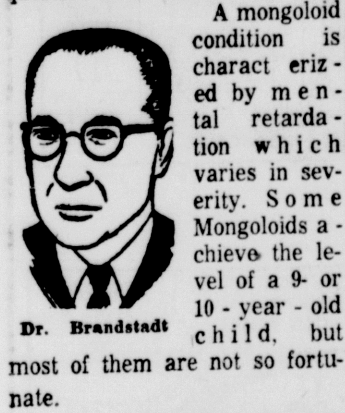 A mongoloid
condition is
charact eriz -
ed by m e n -
tal retarda -
tion w h i c h
varies in sev-
erity. S o m e
Mongoloids a -
chieve the le-
vel of a 9- or
10 - year - old
c h i l d, but
Dr. Brandstadt
most of them are not so fortu-
nate.